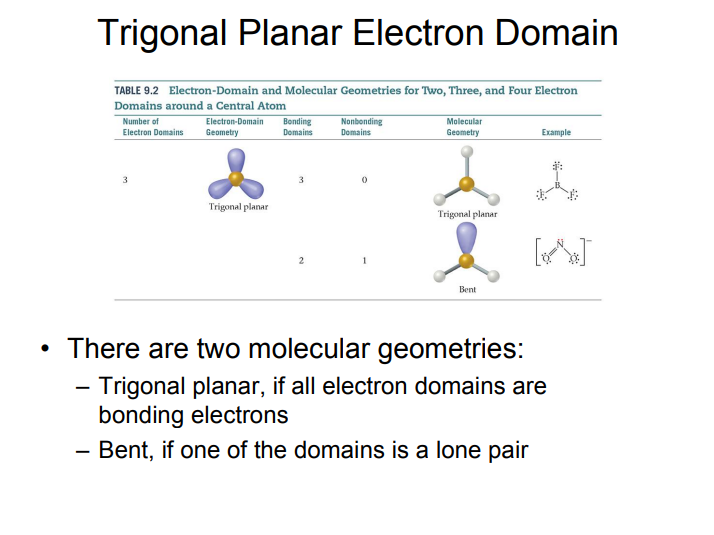 Trigonal Planar Electron Domain
TABLE 9.2 Electron-Domain and Molecular Geometries for Two, Three, and Four Electron
Domains around a Central Atom
Number of Electron-Domain Bonding Nonbonding Molecular
Electron Domains Geometry Domains Domains Geometry Example
3 3 0
Trigonal planar
Trigonal planar
F
B
F F
2 1
Bent
N
O O
−
• There are two molecular geometries:
– Trigonal planar, if all electron domains are
bonding electrons
– Bent, if one of the domains is a lone pair